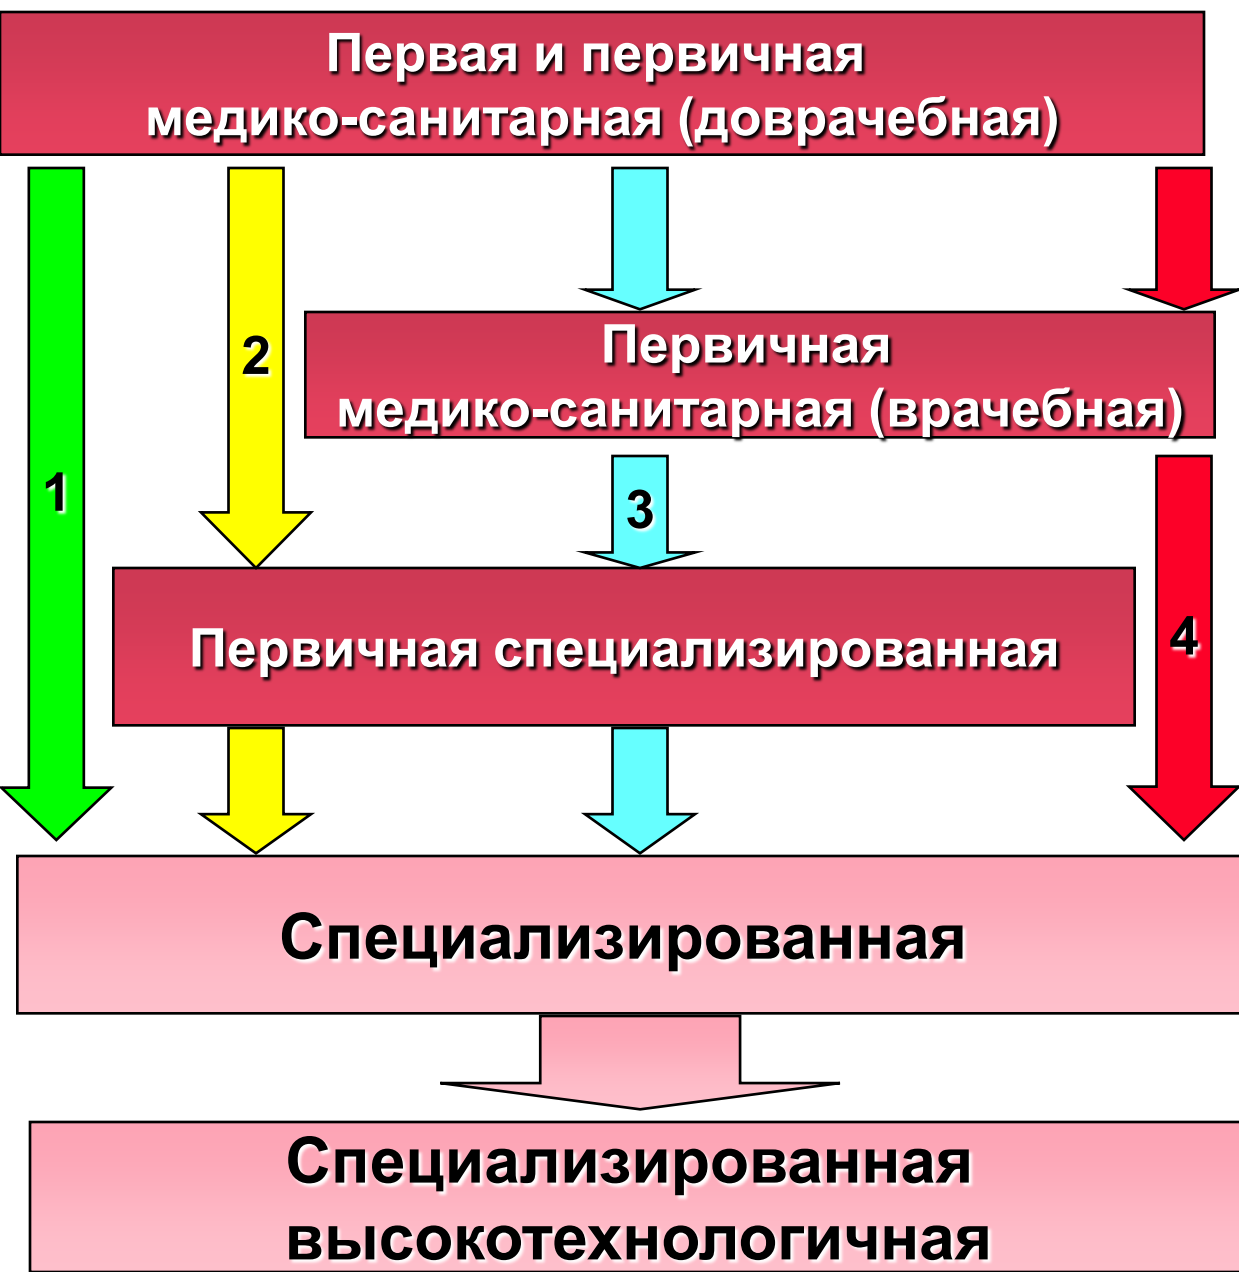 Первая и первичная
медико-санитарная (доврачебная)
2
Первичная
медико-санитарная (врачебная)
1
3
Первичная специализированная
4
Специализированная
Специализированная
высокотехнологичная